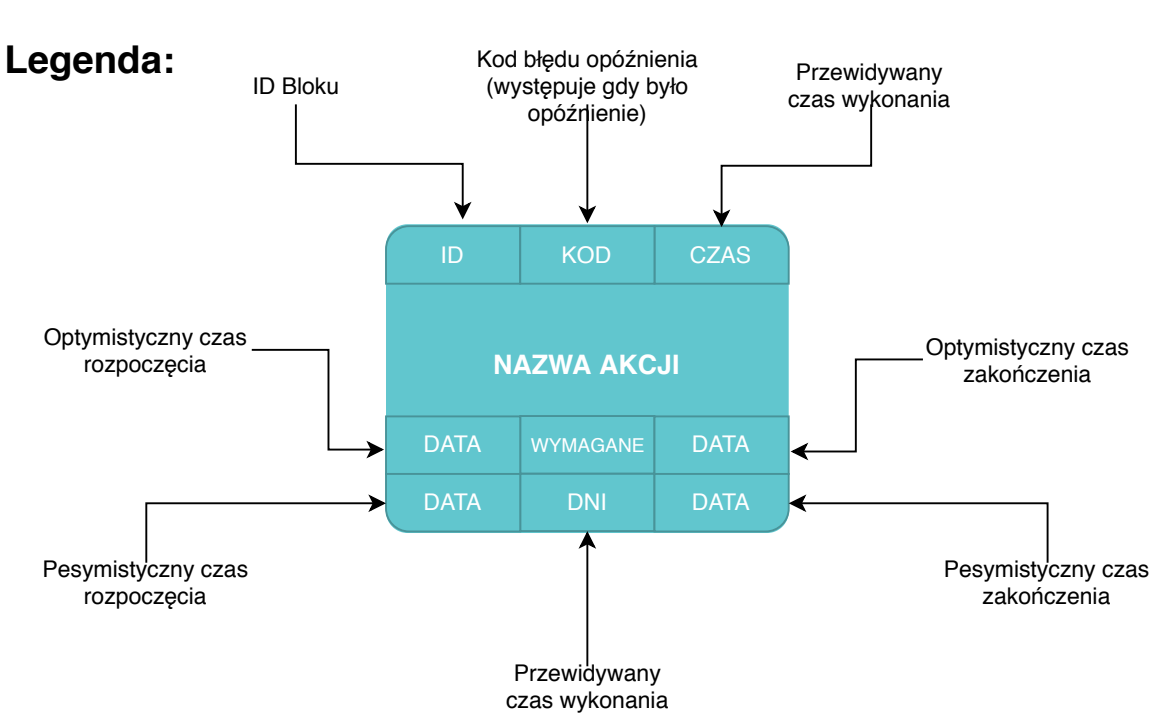 Legenda:
ID Bloku
Kod błędu opóźnienia
(występuje gdy było
opóźnienie)
Przewidywany
czas wykonania
ID
KOD
CZAS
Optymistyczny czas
rozpoczęcia
NAZWA AKCJI
Optymistyczny czas
zakończenia
DATA
WYMAGANE
DATA
DATA
DNI
DATA
Pesymistyczny czas
rozpoczęcia
Pesymistyczny czas
zakończenia
Przewidywany
czas wykonania